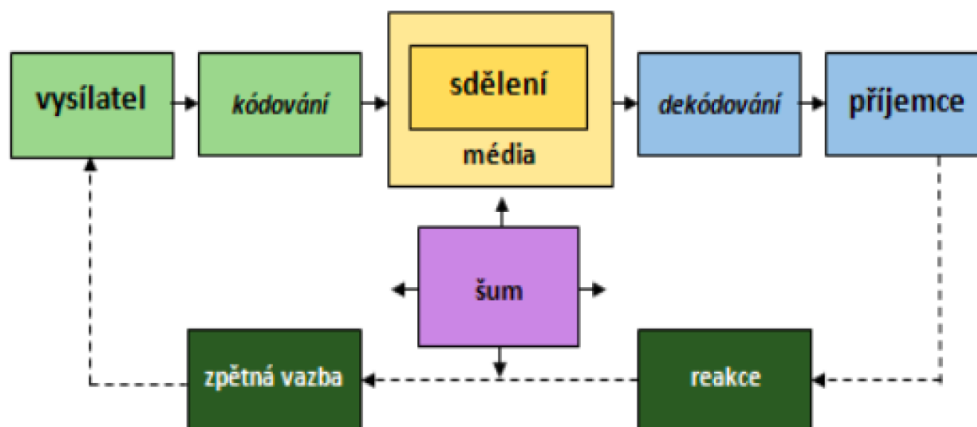 vysílatel
kódování
sdělení
média
dekódování
příjemce
šum
zpětná vazba
reakce